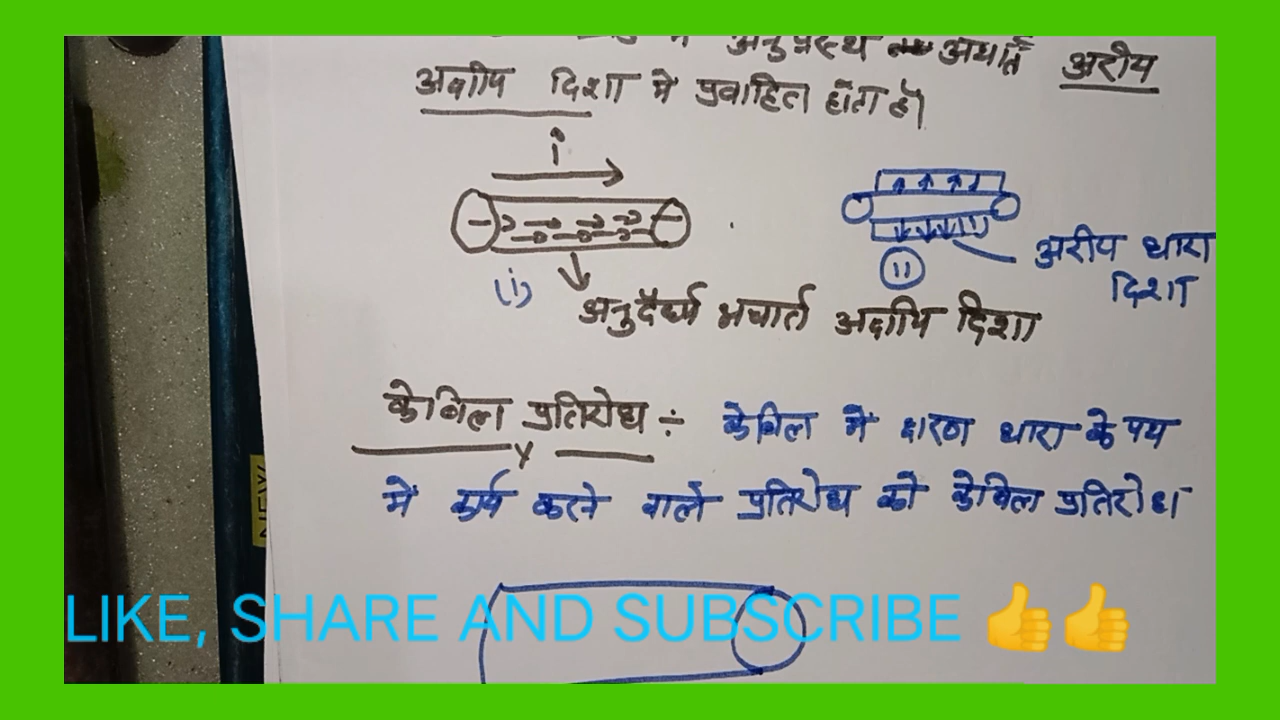 में अनुप्रस्थ अर्थात अरीय
अक्षीय दिशा में प्रवाहित होता है।
i
(i)
(ii)
अरीय धारा
दिशा
अनुदैर्घ्य अर्थात अक्षीय दिशा
केबिल प्रतिरोध ÷ केबिल में क्षरण धारा के पथ
में कार्य करने वाले प्रतिरोध को केबिल प्रतिरोध।
NEW
LIKE, SHARE AND SUBSCRIBE 👍👍